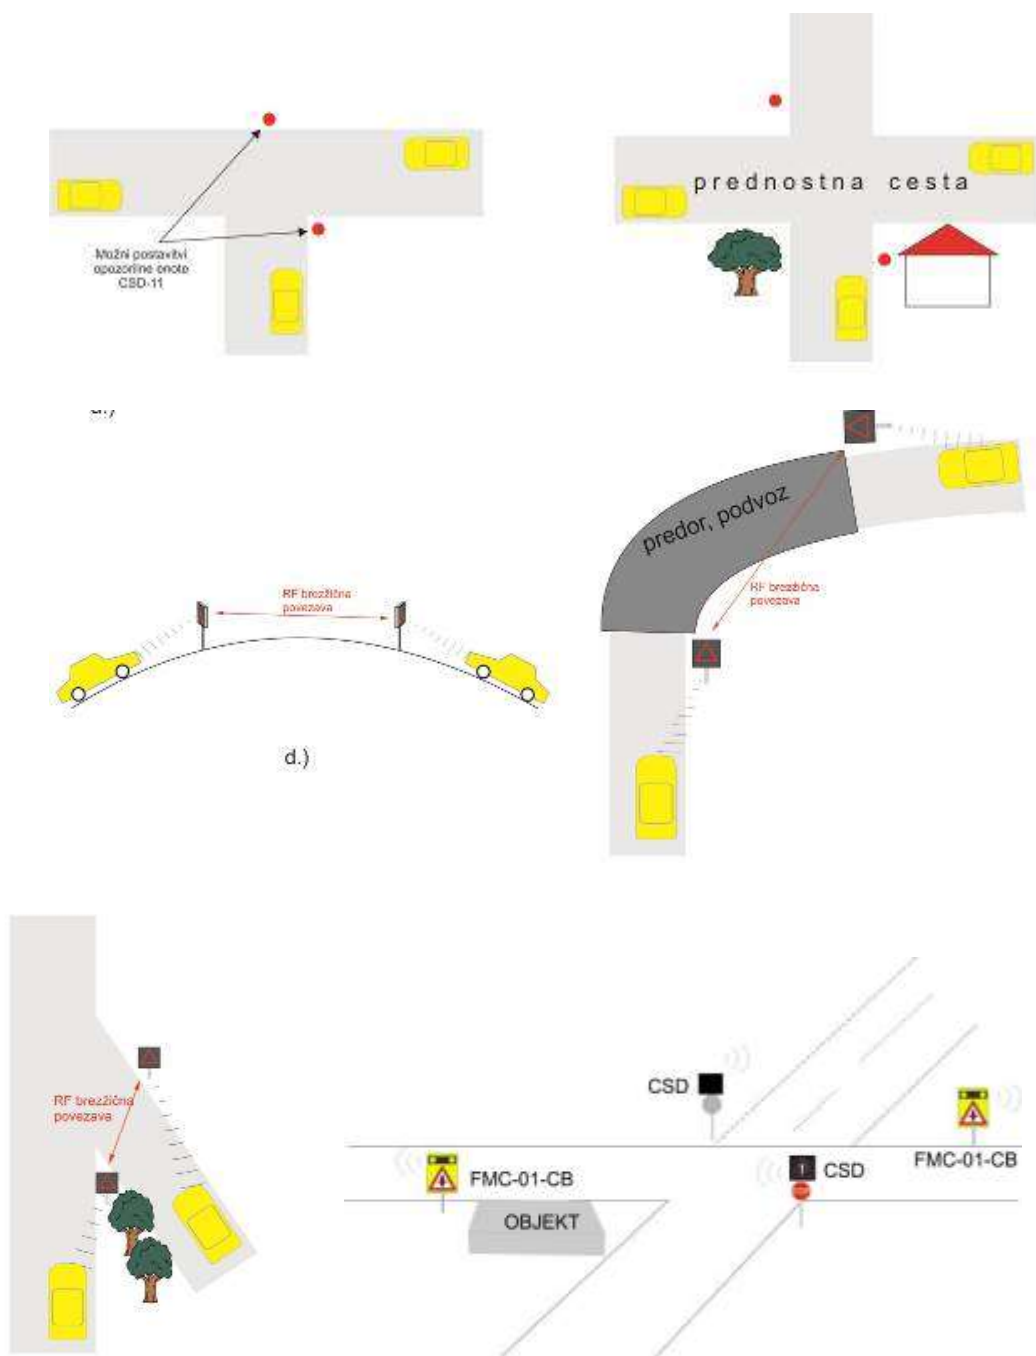 Možni postavitvi
opozorilne enote
CSD-11
prednostna cesta
predor, podvoz
RF brezžična
povezava
RF brezžična
povezava
d.)
RF brezžična
povezava
CSD
FMC-01-CB
FMC-01-CB
1
CSD
OBJEKT